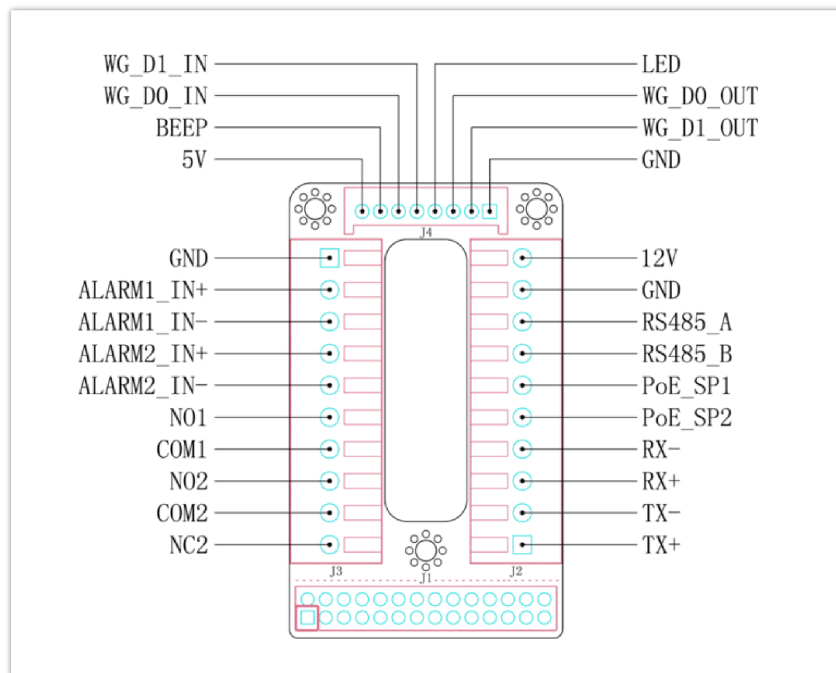 WG_D1_IN
WG_D0_IN
BEEP
5V
LED
WG_D0_OUT
WG_D1_OUT
GND
J4
GND
ALARM1_IN+
ALARM1_IN-
ALARM2_IN+
ALARM2_IN-
NO1
COM1
NO2
COM2
NC2
12V
GND
RS485_A
RS485_B
PoE_SP1
PoE_SP2
RX-
RX+
TX-
TX+
J3
J1
J2